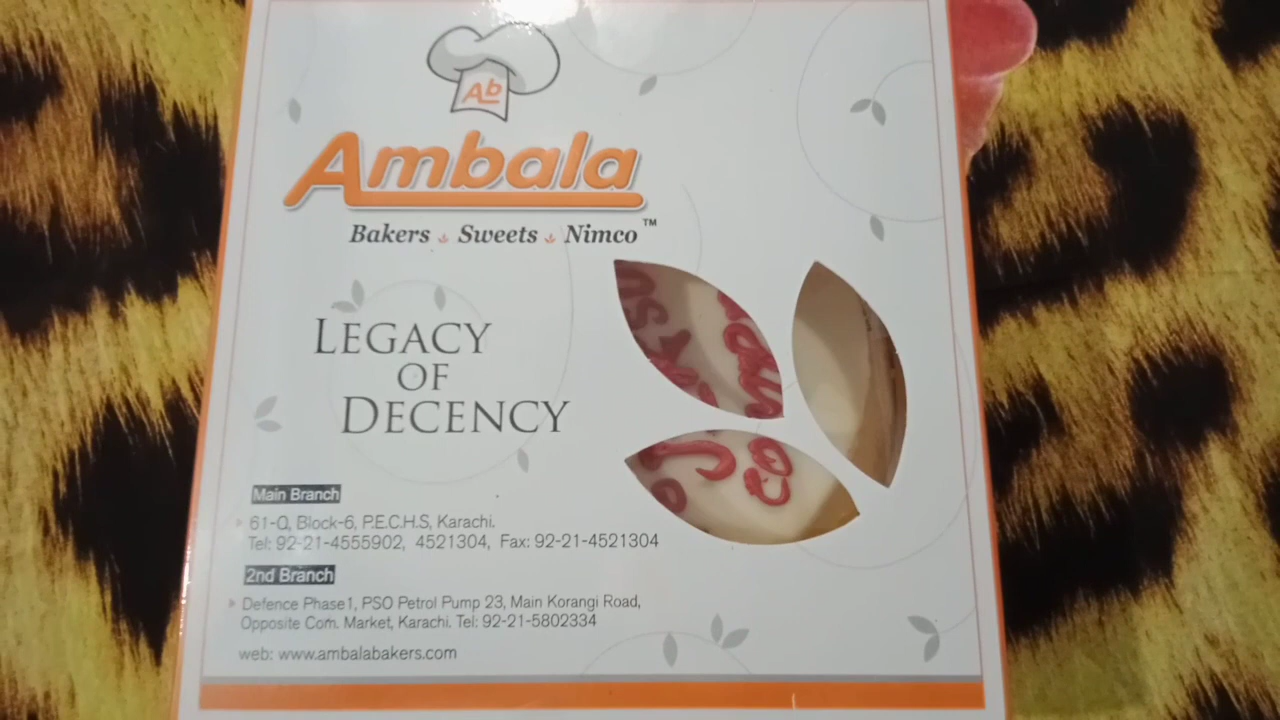 Ab
Ambala
Bakers Sweets Nimco™
LEGACY
OF
DECENCY
Main Branch
61-Q, Block-6, P.E.C.H.S, Karachi.
Tel: 92-21-4555902, 4521304, Fax: 92-21-4521304
2nd Branch
Defence Phase1, PSO Petrol Pump 23, Main Korangi Road,
Opposite Com. Market, Karachi. Tel: 92-21-5802334
web: www.ambalabakers.com